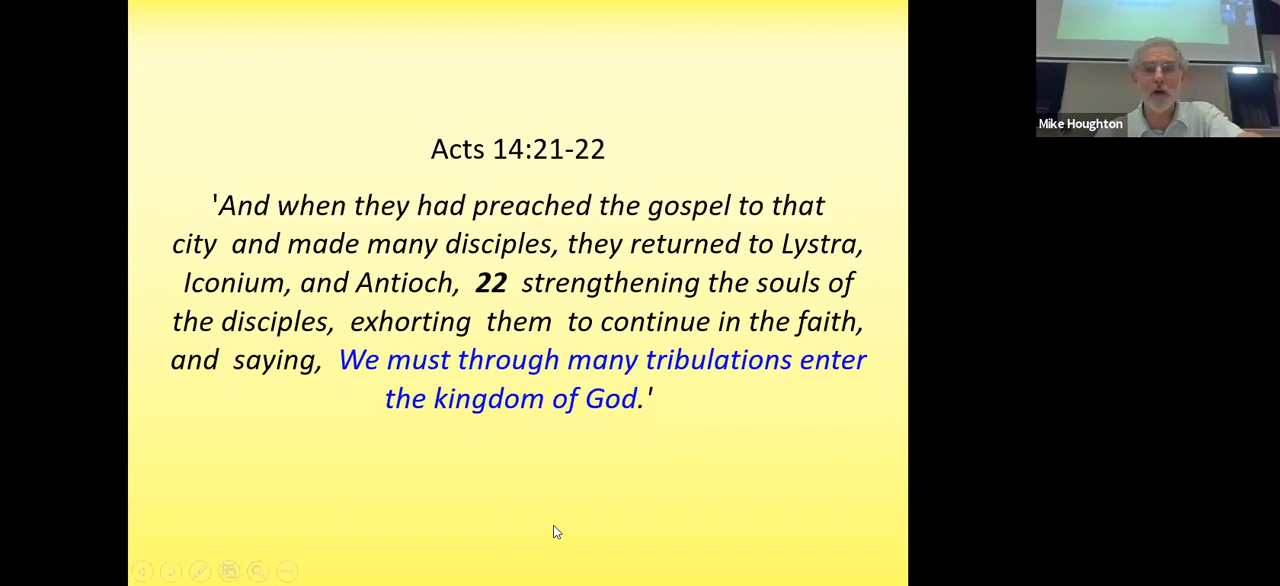 Acts 14:21-22
'And when they had preached the gospel to that
city and made many disciples, they returned to Lystra,
Iconium, and Antioch, 22 strengthening the souls of
the disciples, exhorting them to continue in the faith,
and saying, We must through many tribulations enter
the kingdom of God.'
Mike Houghton